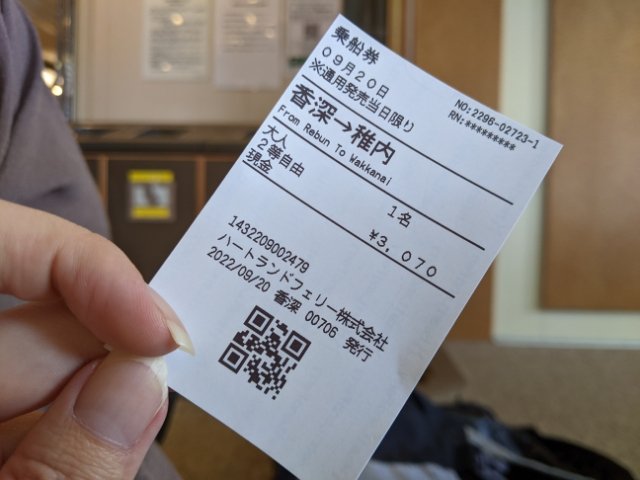 乗船券
09月20日
※通用発売当日限り
NO:229B-02723-1
RN:*********
香深→稚内
From Rebun To Wakkanai
大人
1名
2等自由
現金
¥3,070
1432209002479
ハートランドフェリー株式会社
2022/09/20 香深 00706 発行